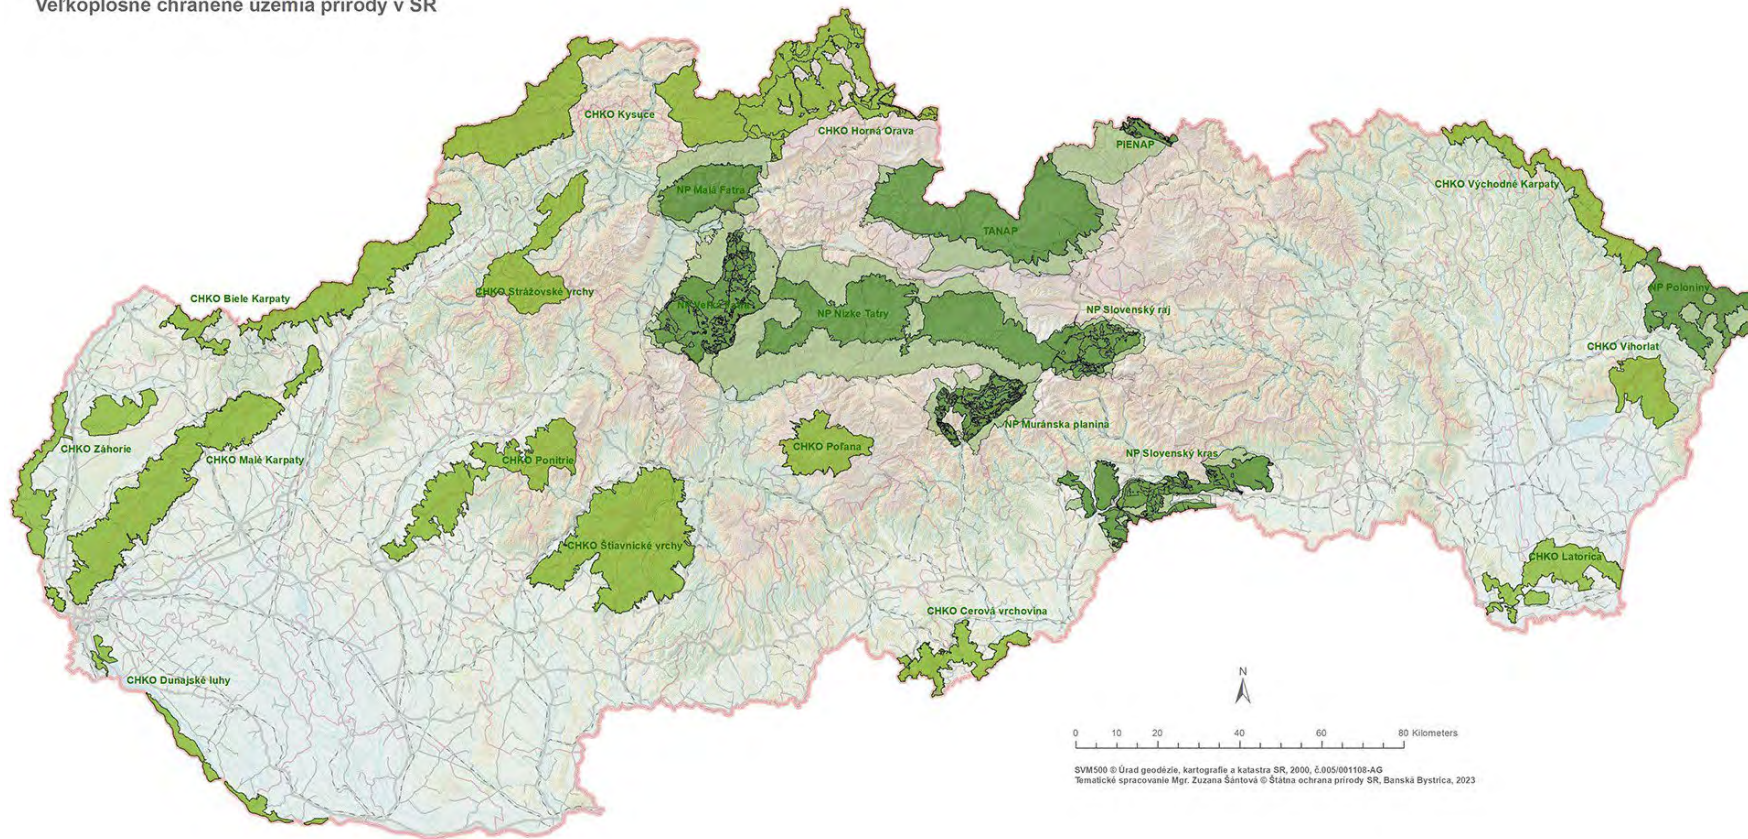 Veľkoplošné chránené územia prírody v SR
CHKO Kysuce
CHKO Horná Orava
PIENAP
NP Malá Fatra
CHKO Východné Karpaty
TANAP
CHKO Biele Karpaty
CHKO Strážovské vrchy
NP Veľká Fatra
NP Nízke Tatry
NP Slovenský raj
NP Poloniny
CHKO Vihorlat
CHKO Záhorie
CHKO Malé Karpaty
CHKO Ponitrie
CHKO Poľana
NP Muránska planina
NP Slovenský kras
CHKO Štiavnické vrchy
CHKO Latorica
CHKO Cerová vrchovina
CHKO Dunajské luhy
N
0 10 20 40 60 80 Kilometers
SVM500 © Úrad geodézie, kartografie a katastra SR, 2000, č.005/001108-AG
Tematické spracovanie Mgr. Zuzana Šántová © Štátna ochrana prírody SR, Banská Bystrica, 2023